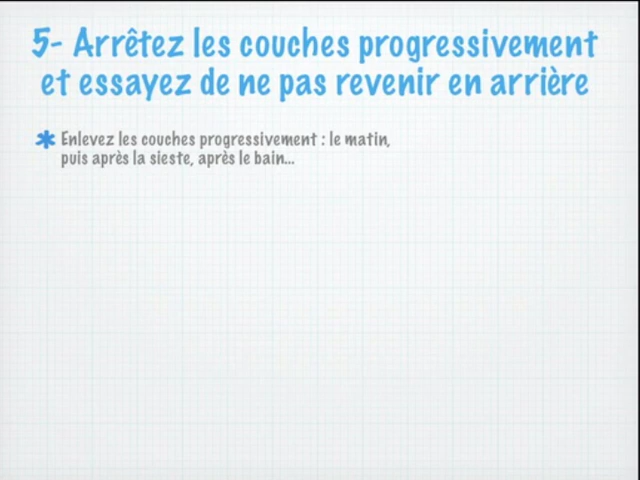 5- Arrêtez les couches progressivement
et essayez de ne pas revenir en arrière
Enlevez les couches progressivement : le matin,
puis après la sieste, après le bain...